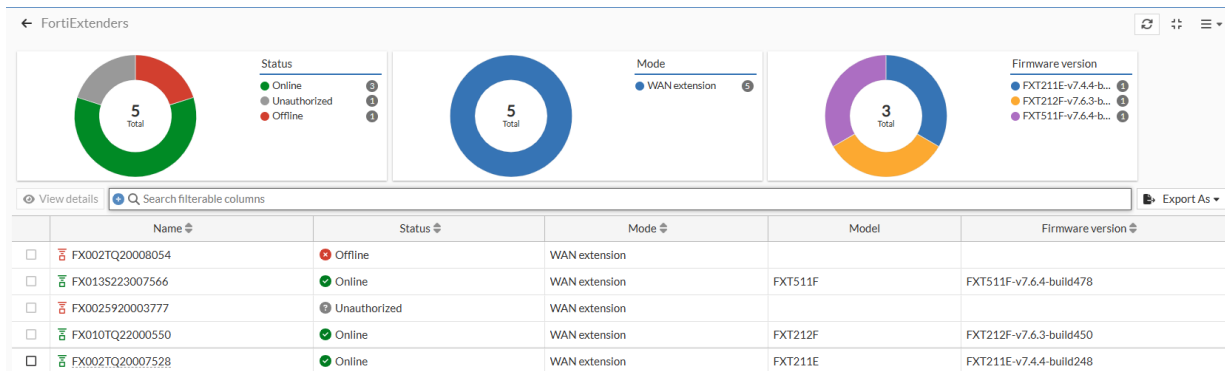 FortiExtenders
Status
5
Total
Online 3
Unauthorized 1
Offline 1
Mode
5
Total
WAN extension 5
Firmware version
3
Total
FXT211E-v7.4.4-b... 1
FXT212F-v7.6.3-b... 1
FXT511F-v7.6.4-b... 1
View details Search filterable columns Export As
Name Status Mode Model Firmware version
FX002TQ20008054 Offline WAN extension
FX013S223007566 Online WAN extension FXT511F FXT511F-v7.6.4-build478
FX0025920003777 Unauthorized WAN extension
FX010TQ22000550 Online WAN extension FXT212F FXT212F-v7.6.3-build450
FX002TQ20007528 Online WAN extension FXT211E FXT211E-v7.4.4-build248